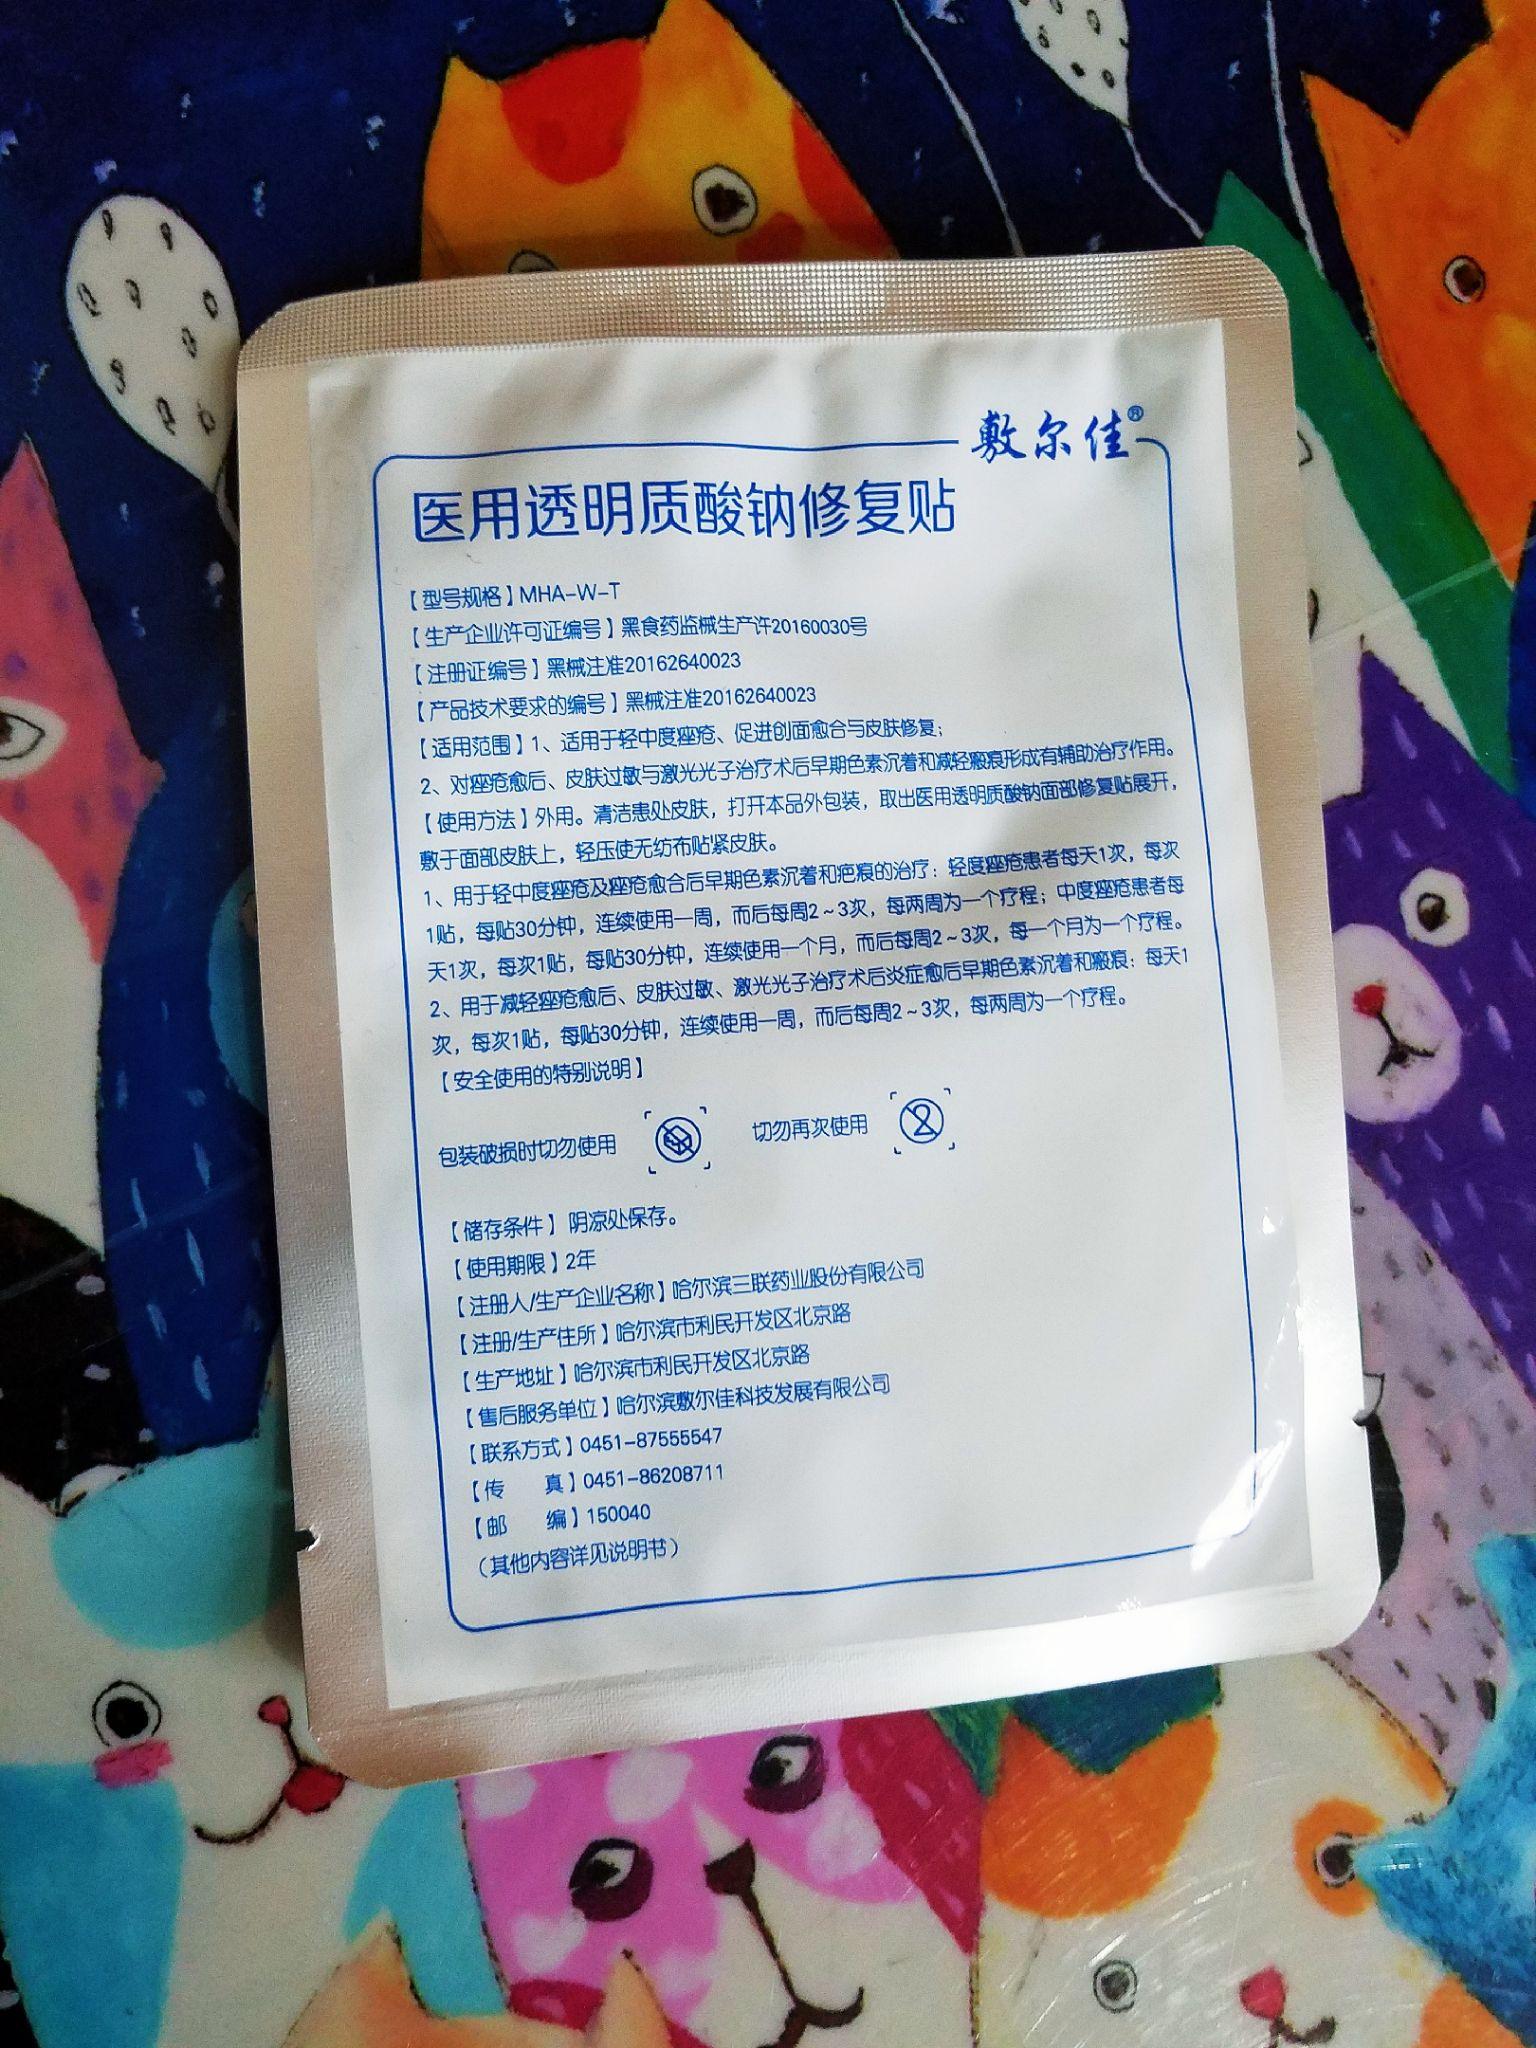 敷尔佳®
医用透明质酸钠修复贴
【型号规格】MHA-W-T
【生产企业许可证编号】黑食药监械生产许20160030号
【注册证编号】黑械注准20162640023
【产品技术要求的编号】黑械注准20162640023
【适用范围】1、适用于轻中度痤疮、促进创面愈合与皮肤修复；
2、对痤疮愈后、皮肤过敏与激光光子治疗术后早期色素沉着和减轻瘢痕形成有辅助治疗作用。
【使用方法】外用。清洁患处皮肤，打开本品外包装，取出医用透明质酸钠面部修复贴展开，
敷于面部皮肤上，轻压使无纺布贴紧皮肤。
1、用于轻中度痤疮及痤疮愈合后早期色素沉着和疤痕的治疗：轻度痤疮患者每天1次，每次
1贴，每贴30分钟，连续使用一周，而后每周2~3次，每两周为一个疗程；中度痤疮患者每
天1次，每次1贴，每贴30分钟，连续使用一个月，而后每周2~3次，每一个月为一个疗程。
2、用于减轻痤疮愈后、皮肤过敏、激光光子治疗术后炎症愈后早期色素沉着和瘢痕：每天1
次，每次1贴，每贴30分钟，连续使用一周，而后每周2~3次，每两周为一个疗程。
【安全使用的特别说明】
包装破损时切勿使用 切勿再次使用
【储存条件】阴凉处保存。
【使用期限】2年
【注册人/生产企业名称】哈尔滨三联药业股份有限公司
【注册/生产住所】哈尔滨市利民开发区北京路
【生产地址】哈尔滨市利民开发区北京路
【售后服务单位】哈尔滨敷尔佳科技发展有限公司
【联系方式】0451-87555547
【传 真】0451-86208711
【邮 编】150040
（其他内容详见说明书）